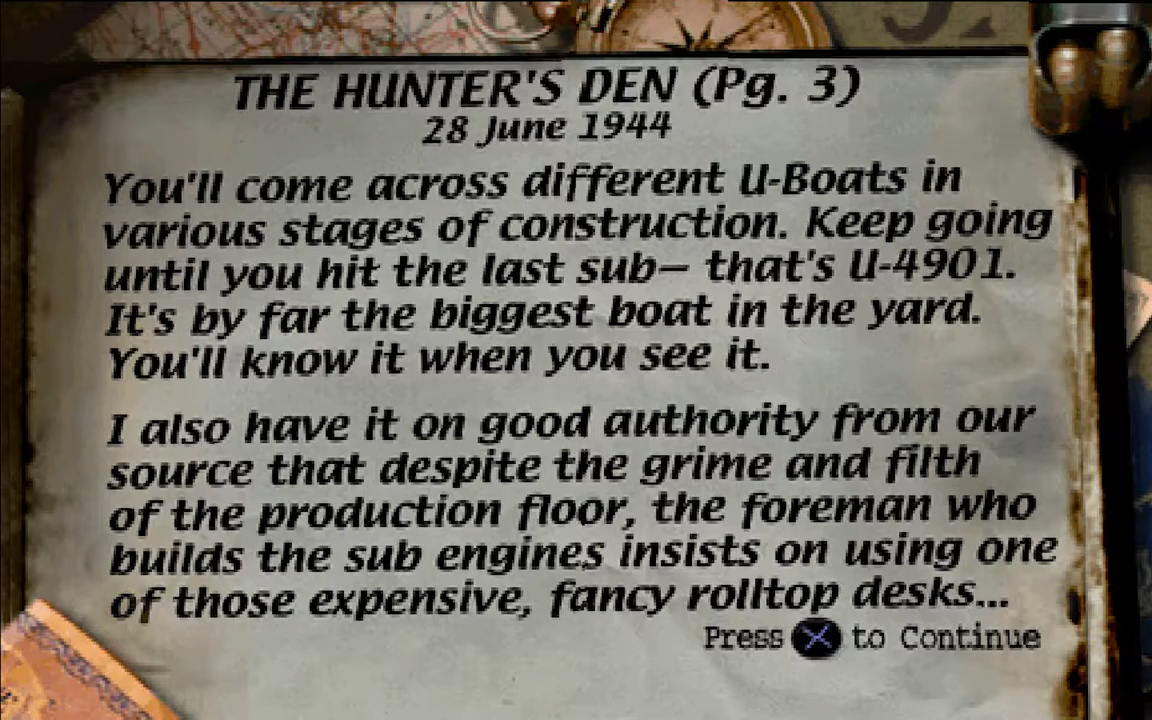 THE HUNTER'S DEN (Pg. 3)
28 June 1944
You'll come across different U-Boats in
various stages of construction. Keep going
until you hit the last sub— that's U-4901.
It's by far the biggest boat in the yard.
You'll know it when you see it.
I also have it on good authority from our
source that despite the grime and filth
of the production floor, the foreman who
builds the sub engines insists on using one
of those expensive, fancy rolltop desks...
Press X to Continue